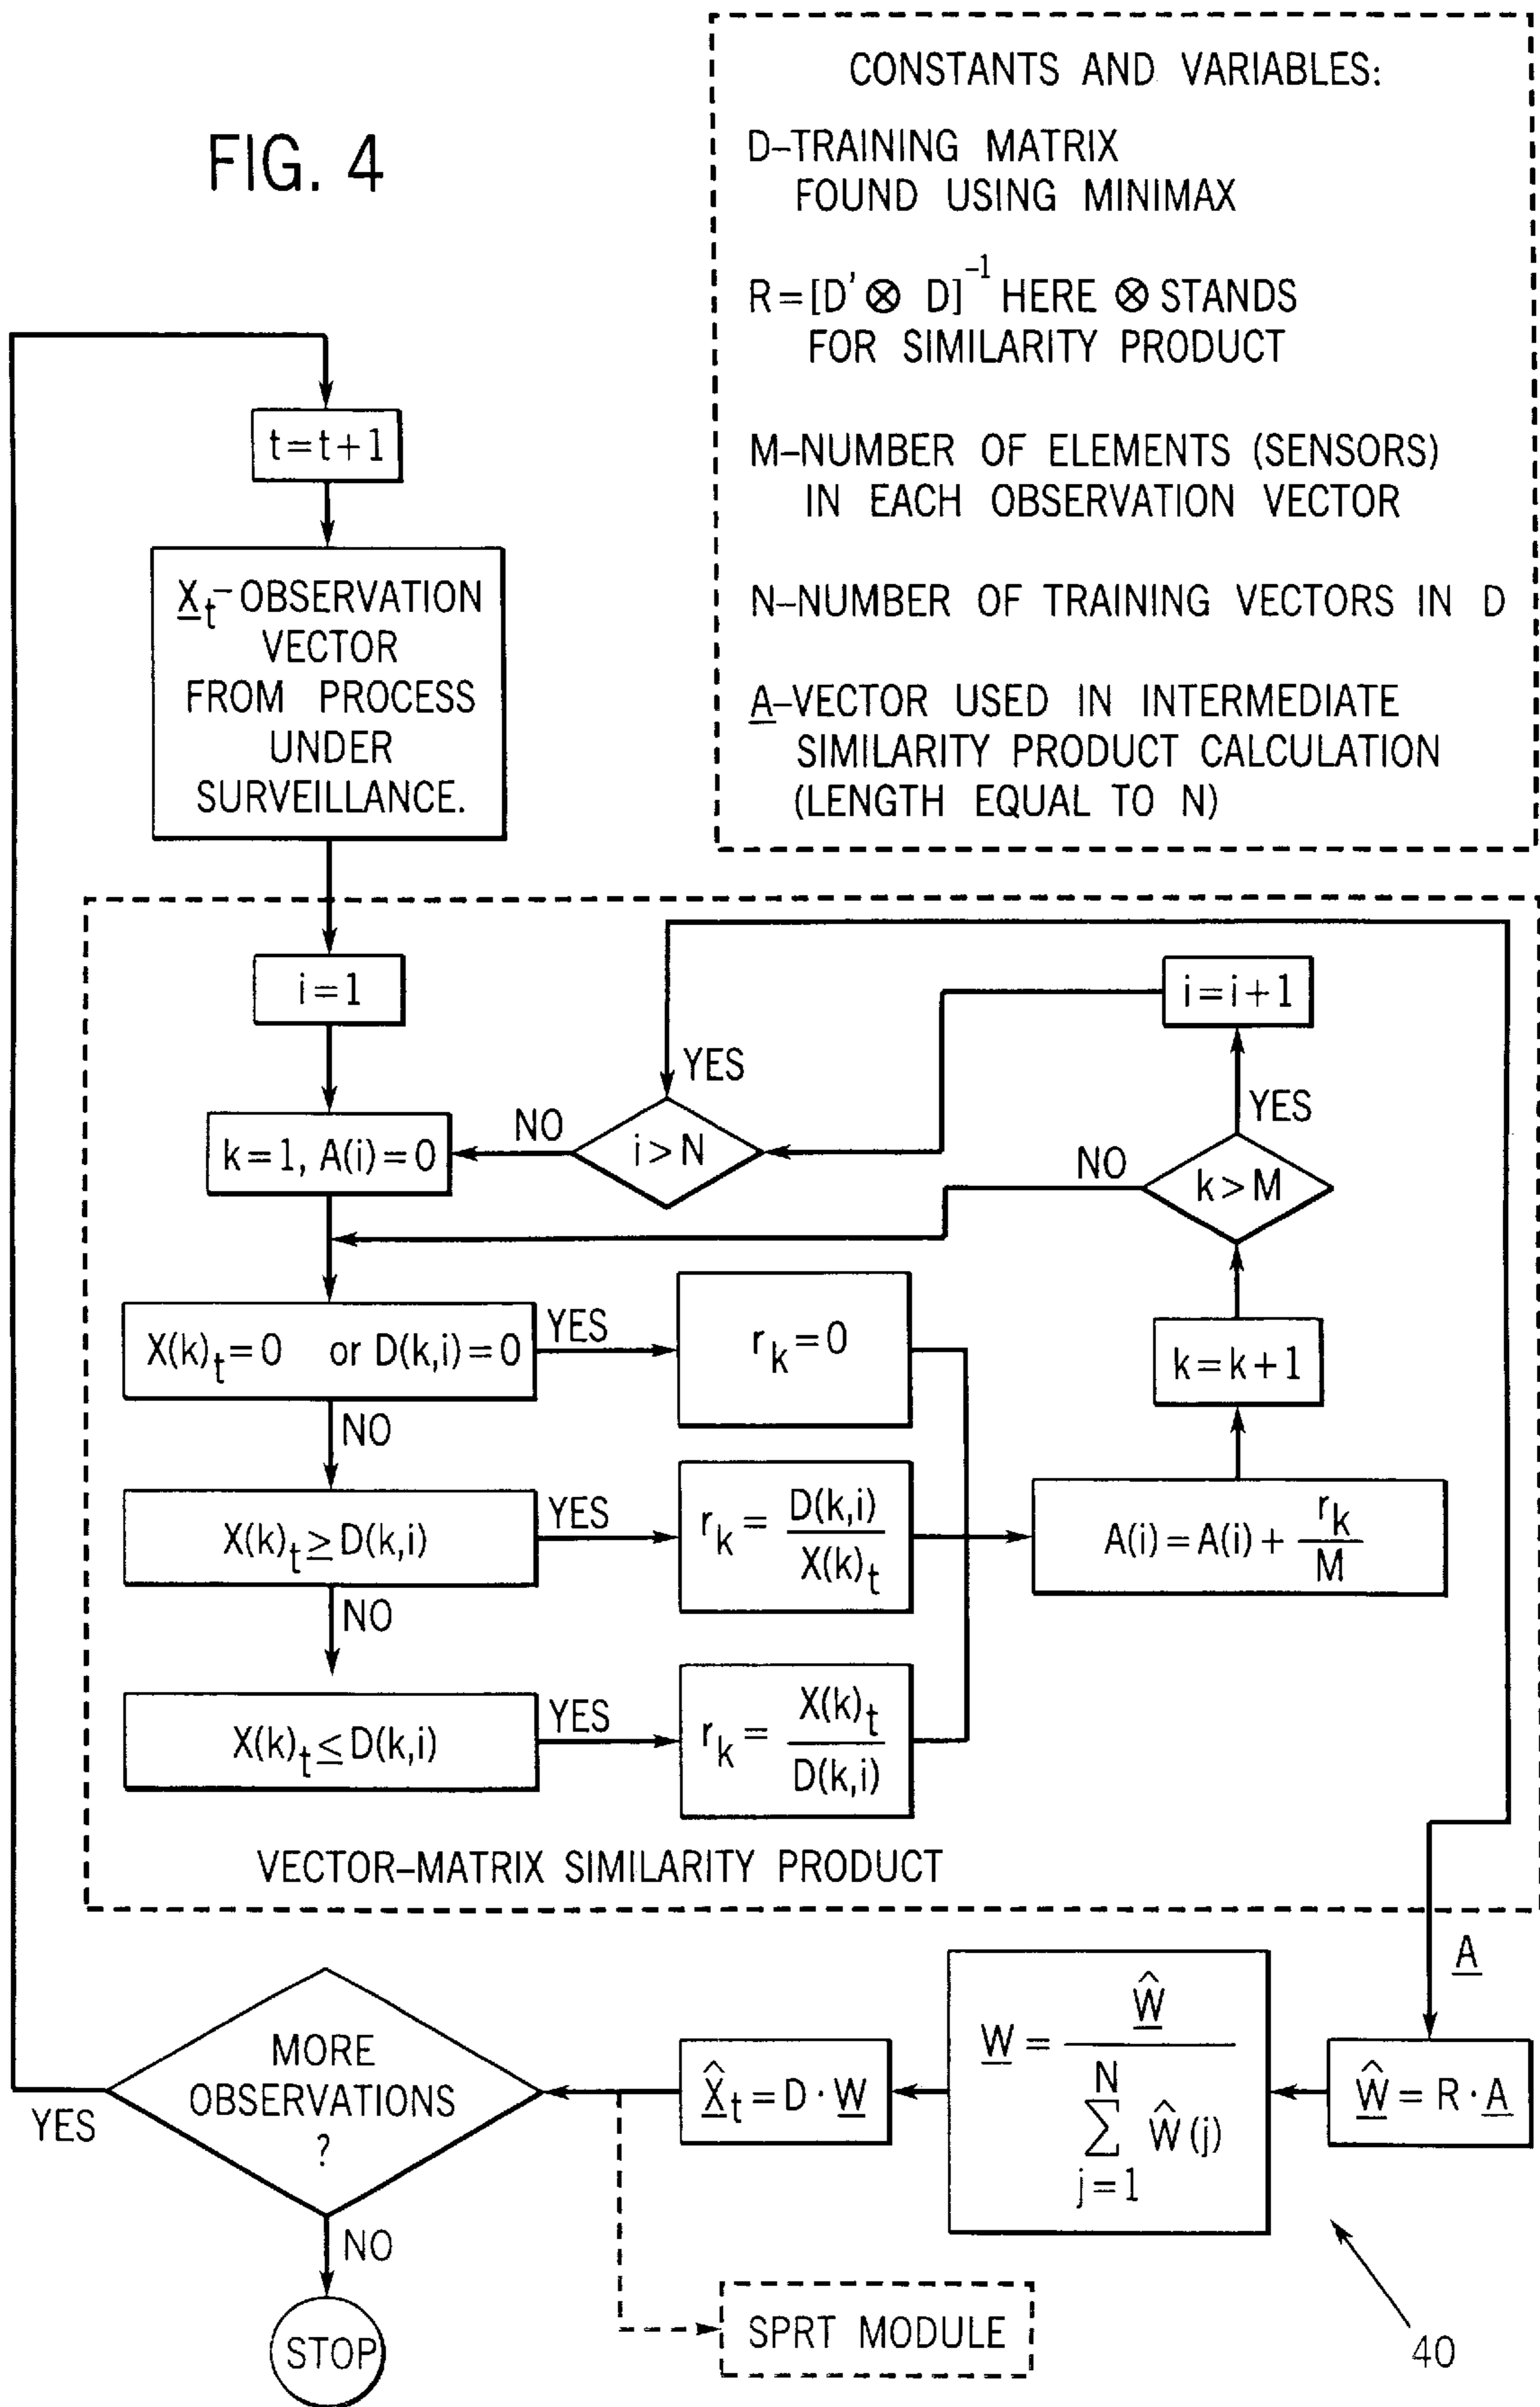 FIG. 4
CONSTANTS AND VARIABLES:
D–TRAINING MATRIX
FOUND USING MINIMAX
R=[D'⊗ D]⁻¹ HERE ⊗ STANDS
FOR SIMILARITY PRODUCT
M–NUMBER OF ELEMENTS (SENSORS)
IN EACH OBSERVATION VECTOR
N–NUMBER OF TRAINING VECTORS IN D
A–VECTOR USED IN INTERMEDIATE
SIMILARITY PRODUCT CALCULATION
(LENGTH EQUAL TO N)
t=t+1
X_t–OBSERVATION
VECTOR
FROM PROCESS
UNDER
SURVEILLANCE.
i=1
i=i+1
YES
YES
k=1, A(i)=0
NO
i>N
NO
k>M
X(k)_t=0 or D(k,i)=0
YES
r_k=0
k=k+1
NO
X(k)_t≥D(k,i)
YES
r_k = D(k,i)
X(k)_t
A(i)=A(i)+ r_k
M
NO
X(k)_t≤D(k,i)
YES
r_k = X(k)_t
D(k,i)
VECTOR–MATRIX SIMILARITY PRODUCT
A
Ŵ=R·A
W = Ŵ
N
∑ Ŵ(j)
j=1
X̂_t=D·W
MORE
OBSERVATIONS
?
YES
NO
STOP
SPRT MODULE
40